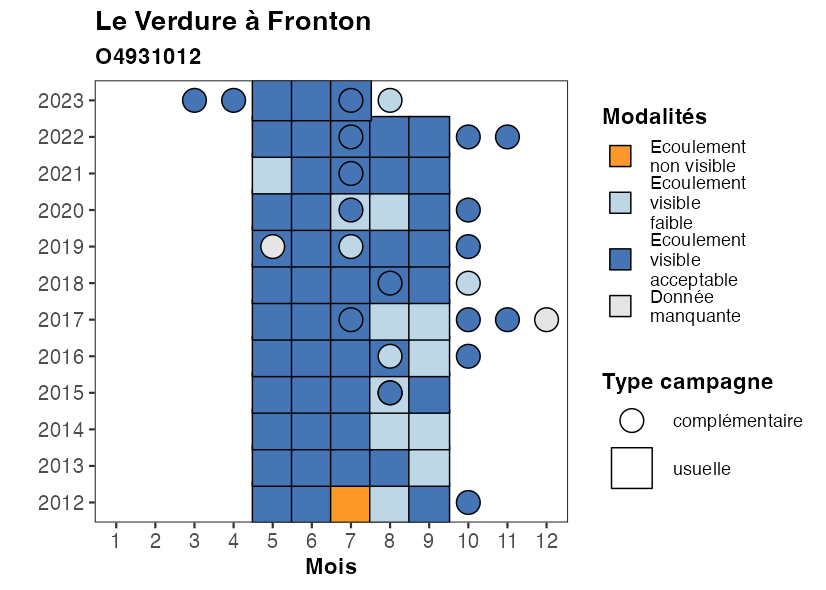 Le Verdure à Fronton
O4931012
2023
2022
2021
2020
2019
2018
2017
2016
2015
2014
2013
2012
1 2 3 4 5 6 7 8 9 10 11 12
Mois
Modalités
Ecoulement
non visible
Ecoulement
visible
faible
Ecoulement
visible
acceptable
Donnée
manquante
Type campagne
complémentaire
usuelle